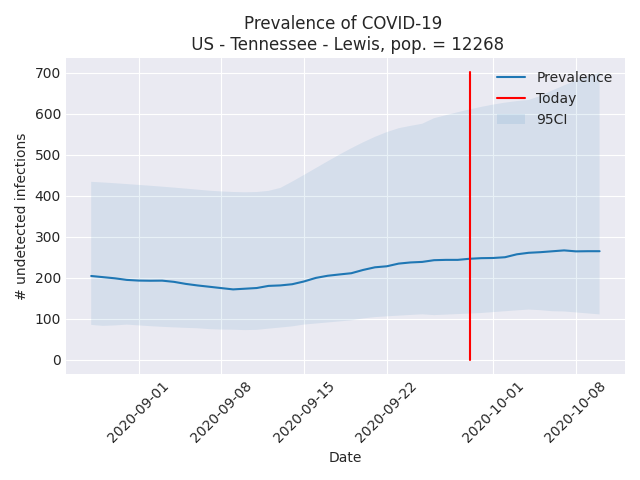 Prevalence of COVID-19
US - Tennessee - Lewis, pop. = 12268
# undetected infections
700
600
500
400
300
200
100
0
Prevalence
Today
95CI
2020-09-01
2020-09-08
2020-09-15
2020-09-22
2020-10-01
2020-10-08
Date